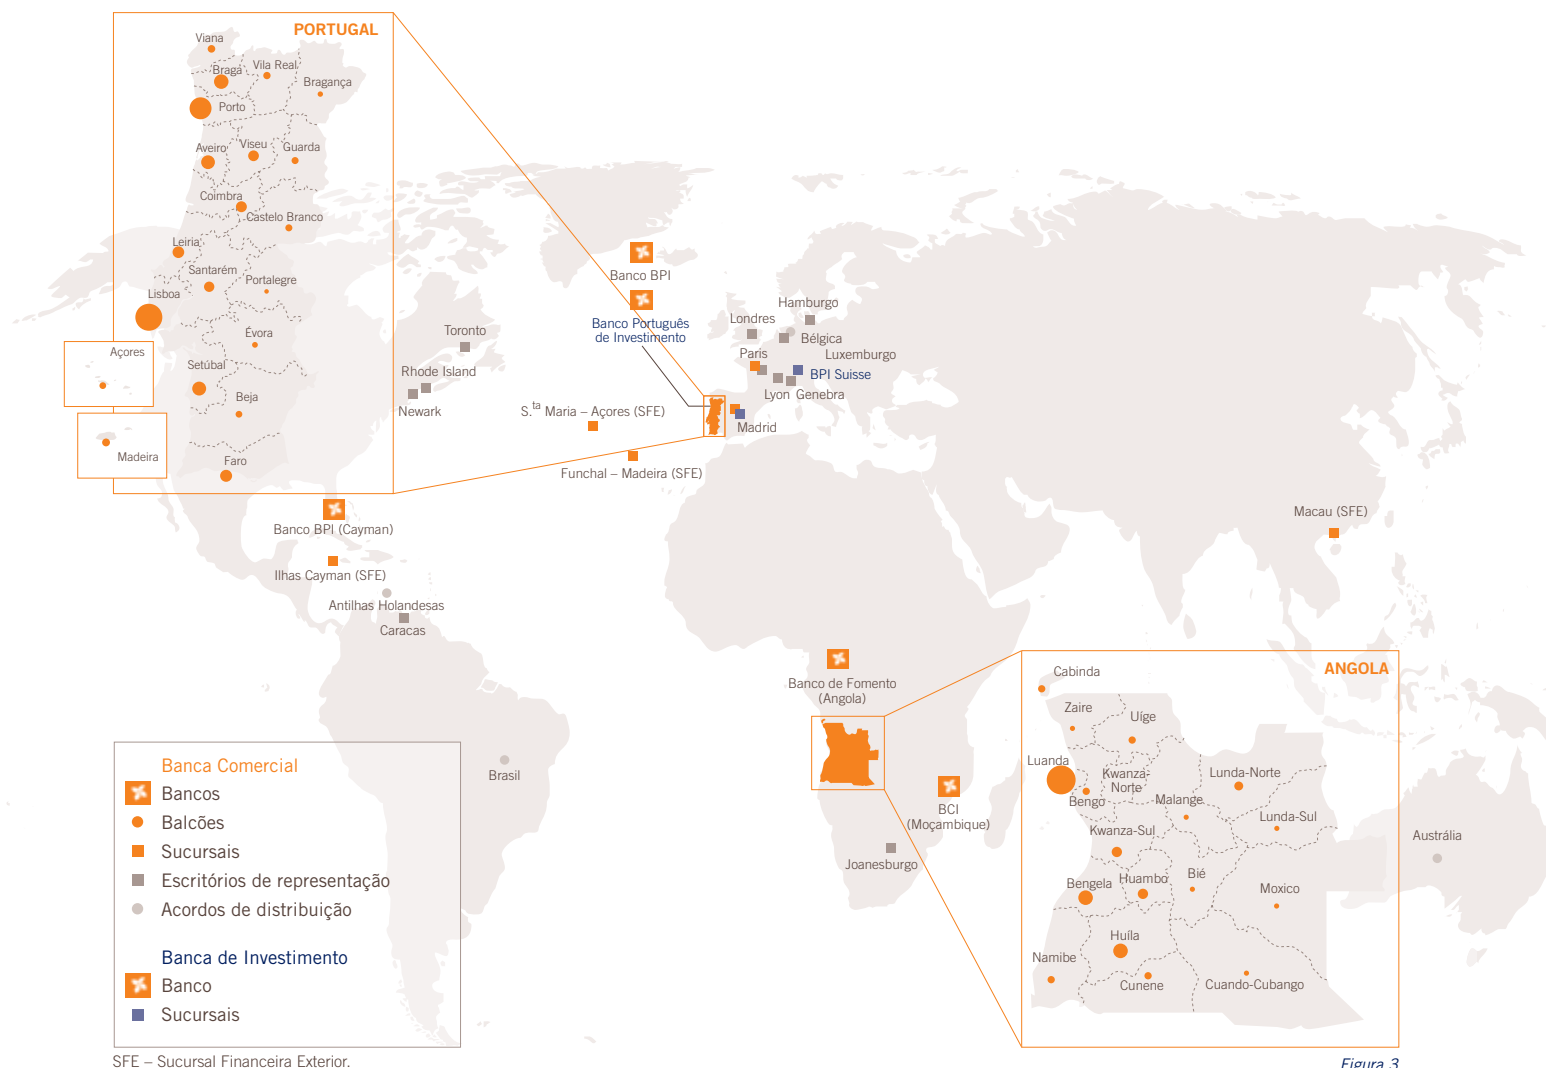 PORTUGAL
Viana
Braga
Vila Real
Bragança
Porto
Aveiro
Viseu
Guarda
Coimbra
Castelo Branco
Leiria
Santarém
Portalegre
Lisboa
Évora
Açores
Setúbal
Beja
Madeira
Faro
Banco BPI
Banco Português
de Investimento
Hamburgo
Londres
Bélgica
Paris
Luxemburgo
BPI Suisse
Lyon
Genebra
Madrid
Toronto
Rhode Island
Newark
S.ta Maria – Açores (SFE)
Funchal – Madeira (SFE)
Banco BPI (Cayman)
Ilhas Cayman (SFE)
Antilhas Holandesas
Caracas
Macau (SFE)
Banco de Fomento
(Angola)
Brasil
BCI
(Moçambique)
Joanesburgo
Austrália
ANGOLA
Cabinda
Zaire
Uíge
Luanda
Kwanza-
Norte
Lunda-Norte
Bengo
Malange
Lunda-Sul
Kwanza-Sul
Bengela
Huambo
Bié
Moxico
Huíla
Namibe
Cunene
Cuando-Cubango
Banca Comercial
Bancos
Balcões
Sucursais
Escritórios de representação
Acordos de distribuição
Banca de Investimento
Banco
Sucursais
SFE – Sucursal Financeira Exterior.
Figura 3